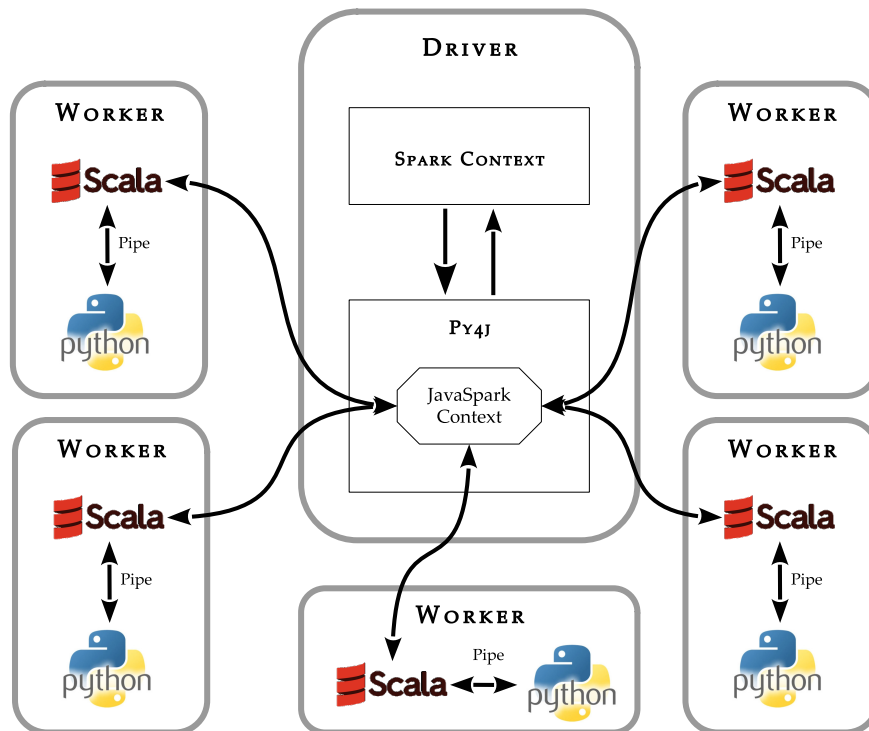 DRIVER
SPARK CONTEXT
PY4J
JavaSpark
Context
WORKER
Scala
Pipe
python
WORKER
Scala
Pipe
python
WORKER
Scala
Pipe
python
WORKER
Scala
Pipe
python
WORKER
Scala
Pipe
python